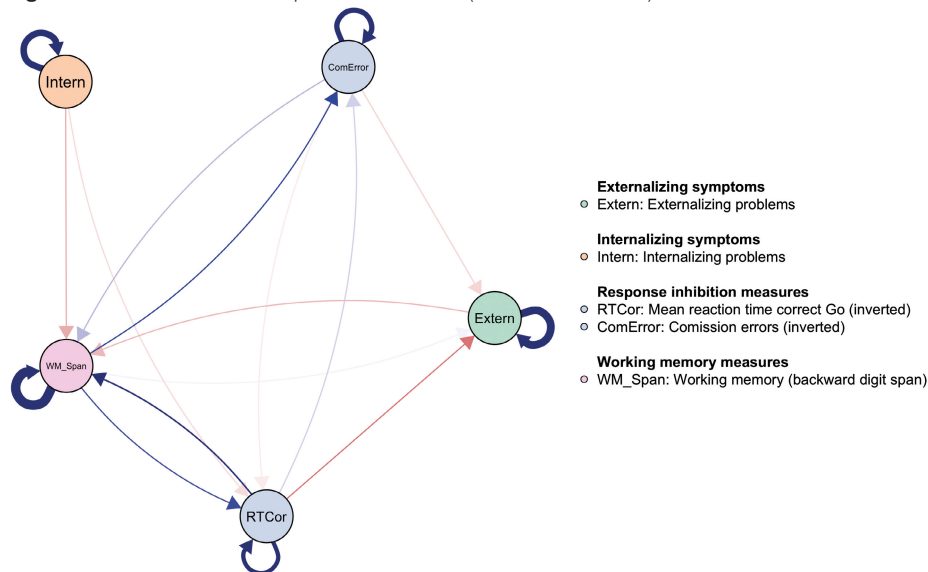 Intern
ComError
Extern
WM_Span
RTCor
Externalizing symptoms
Extern: Externalizing problems
Internalizing symptoms
Intern: Internalizing problems
Response inhibition measures
RTCor: Mean reaction time correct Go (inverted)
ComError: Comission errors (inverted)
Working memory measures
WM_Span: Working memory (backward digit span)